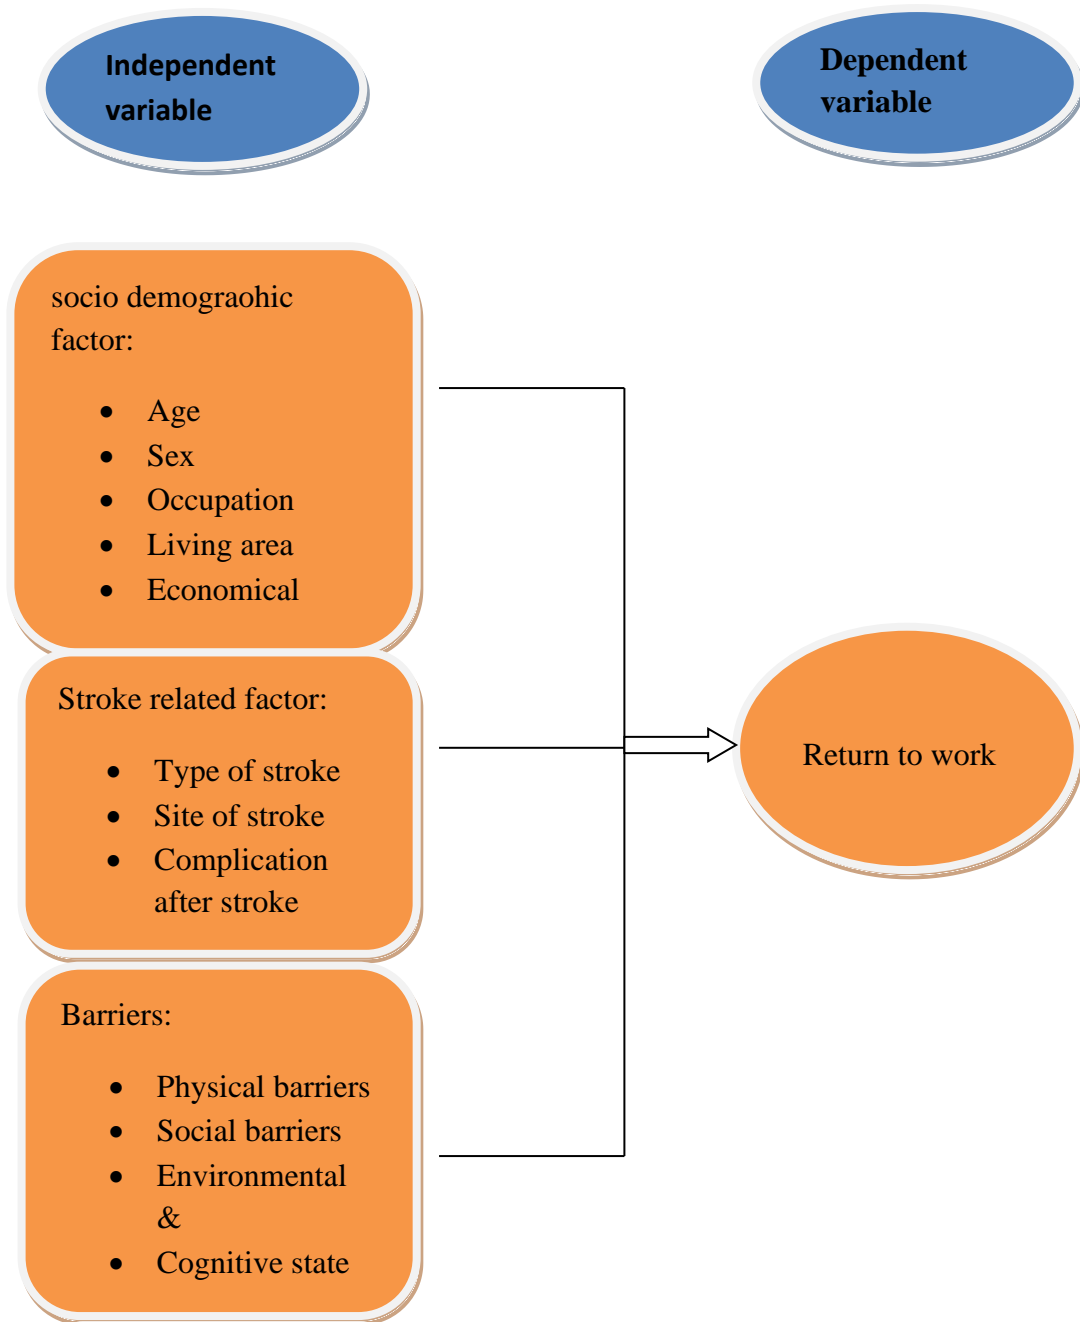 Independent
variable
Dependent
variable
socio demograohic
factor:
• Age
• Sex
• Occupation
• Living area
• Economical
Stroke related factor:
• Type of stroke
• Site of stroke
• Complication
after stroke
Barriers:
• Physical barriers
• Social barriers
• Environmental
&
• Cognitive state
Return to work